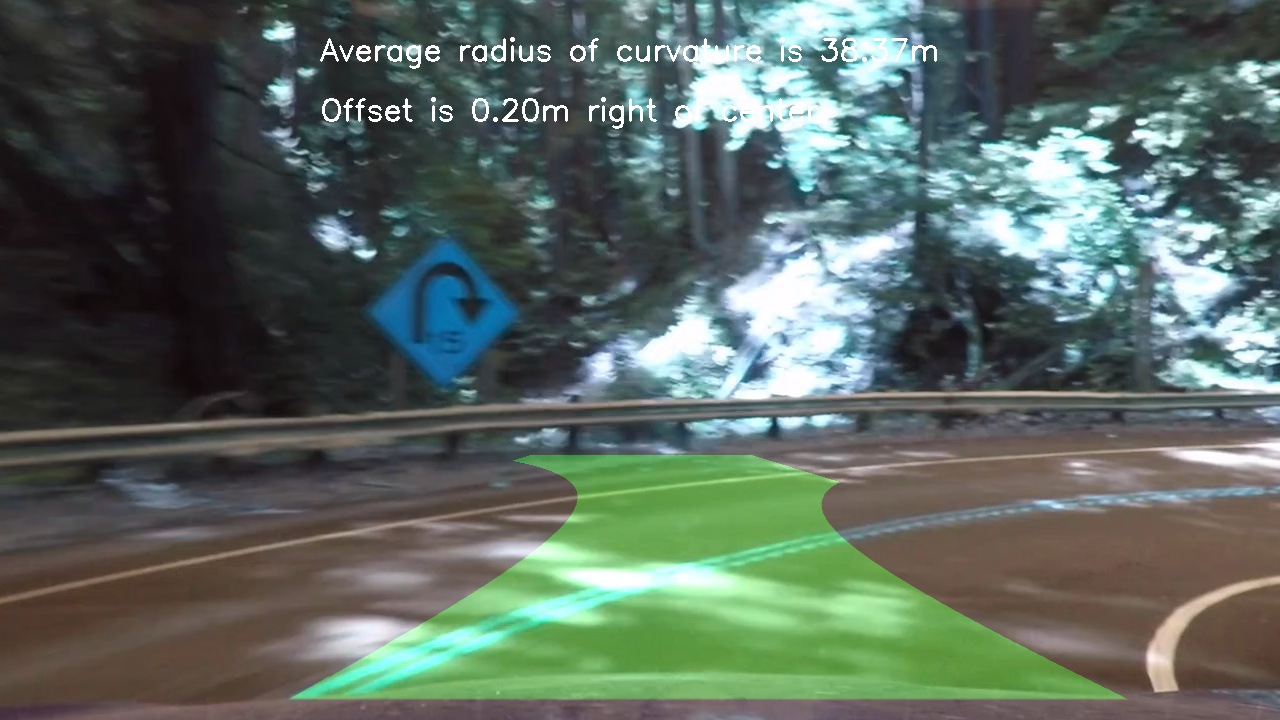 Average radius of curvature is 38.37m
Offset is 0.20m right of center
15